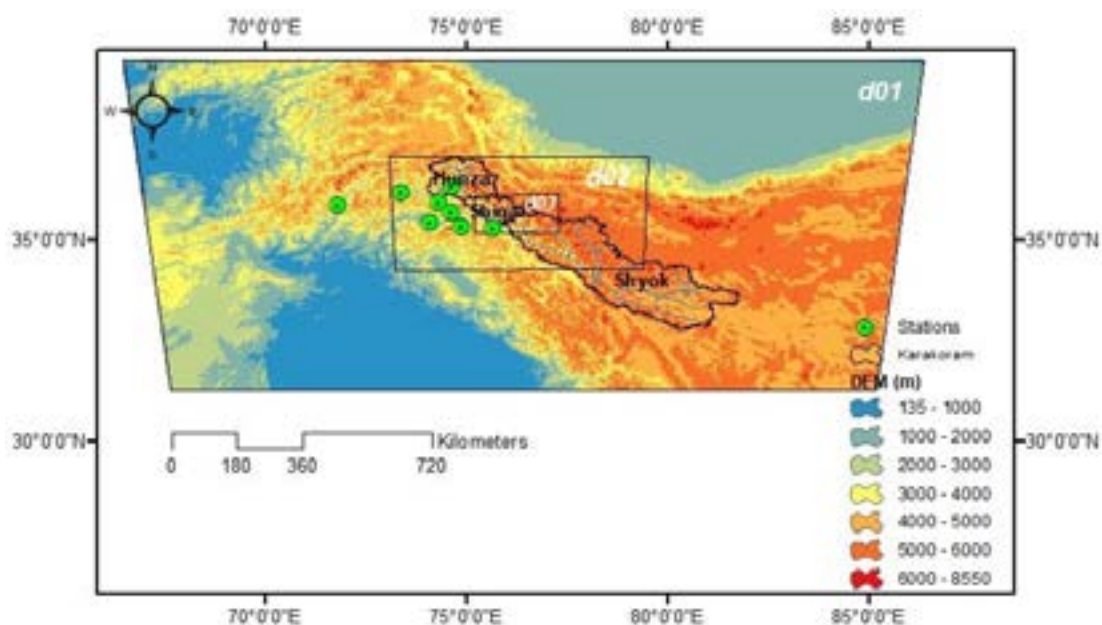 70°0'0"E 75°0'0"E 80°0'0"E 85°0'0"E
N
W E
S
d01
d02
Hunza
Shigar
d03
35°0'0"N 35°0'0"N
Shyok
Stations
Karakoram
DEM (m)
135 - 1000
1000 - 2000
2000 - 3000
3000 - 4000
4000 - 5000
5000 - 6000
6000 - 8550
30°0'0"N 30°0'0"N
Kilometers
0 180 360 720
70°0'0"E 75°0'0"E 80°0'0"E 85°0'0"E